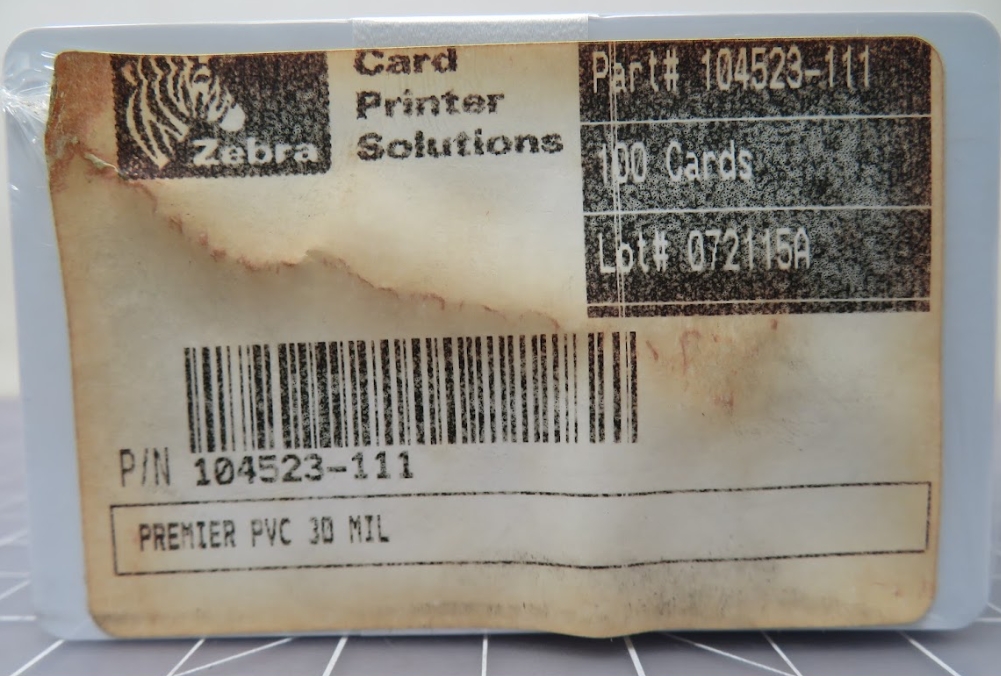 Zebra
Card
Printer
Solutions
Part# 104523-111
100 Cards
Lot# 072115A
P/N 104523-111
PREMIER PVC 30 MIL